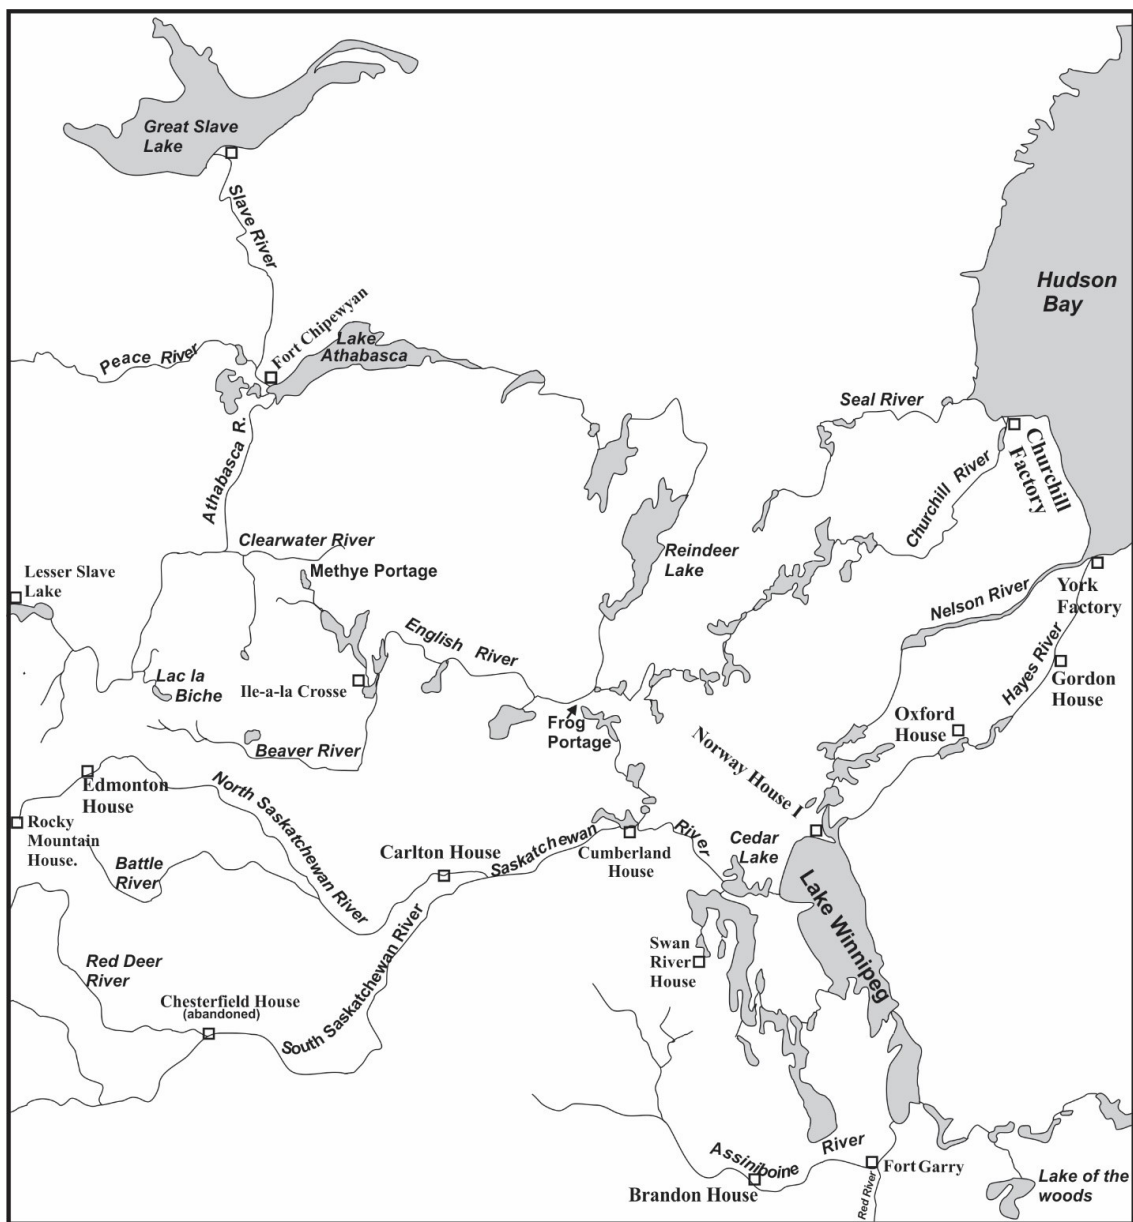 Great Slave
Lake
Slave River
Hudson
Bay
Fort Chipewyan
Lake
Athabasca
Peace River
Seal River
Athabasca R.
Churchill
Factory
Churchill River
Clearwater River
Methye Portage
Reindeer
Lake
Lesser Slave
Lake
York
Factory
Nelson River
English River
Hayes River
Gordon
House
Lac la
Biche
Ile-a-la Crosse
Frog
Portage
Oxford
House
Norway House I
Beaver River
Edmonton
House
North Saskatchewan River
Rocky
Mountain
House.
Battle
River
Carlton House
Saskatchewan
River
Cumberland
House
Cedar
Lake
Lake Winnipeg
Swan
River
House
Red Deer
River
South Saskatchewan River
Chesterfield House
(abandoned)
Assiniboine River
Brandon House
Fort Garry
Red River
Lake of the
woods